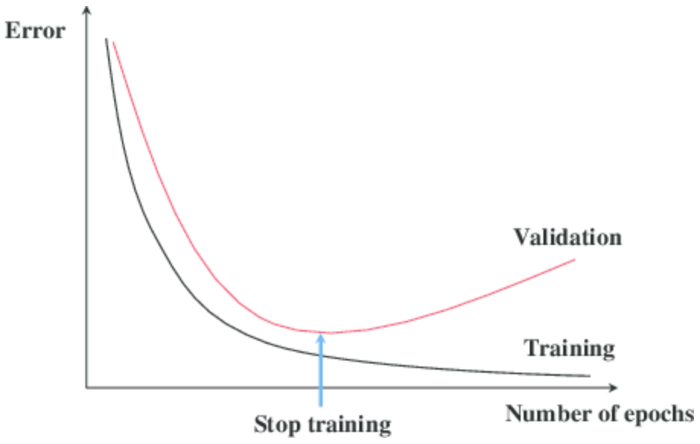 Error
Validation
Training
Number of epochs
Stop training